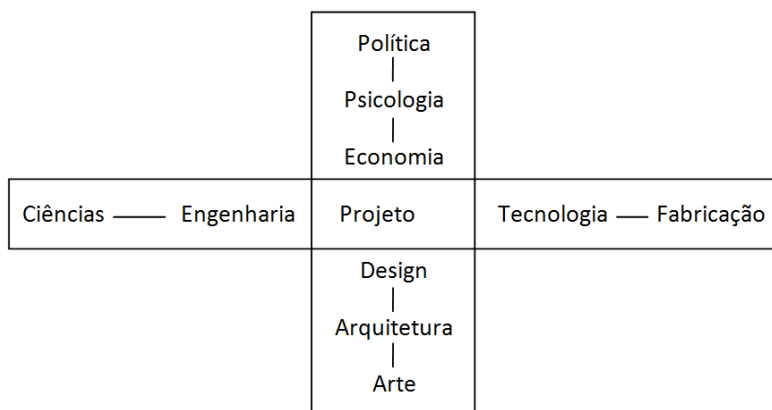 Política
Psicologia
Economia
Ciências Engenharia Projeto Tecnologia Fabricação
Design
Arquitetura
Arte